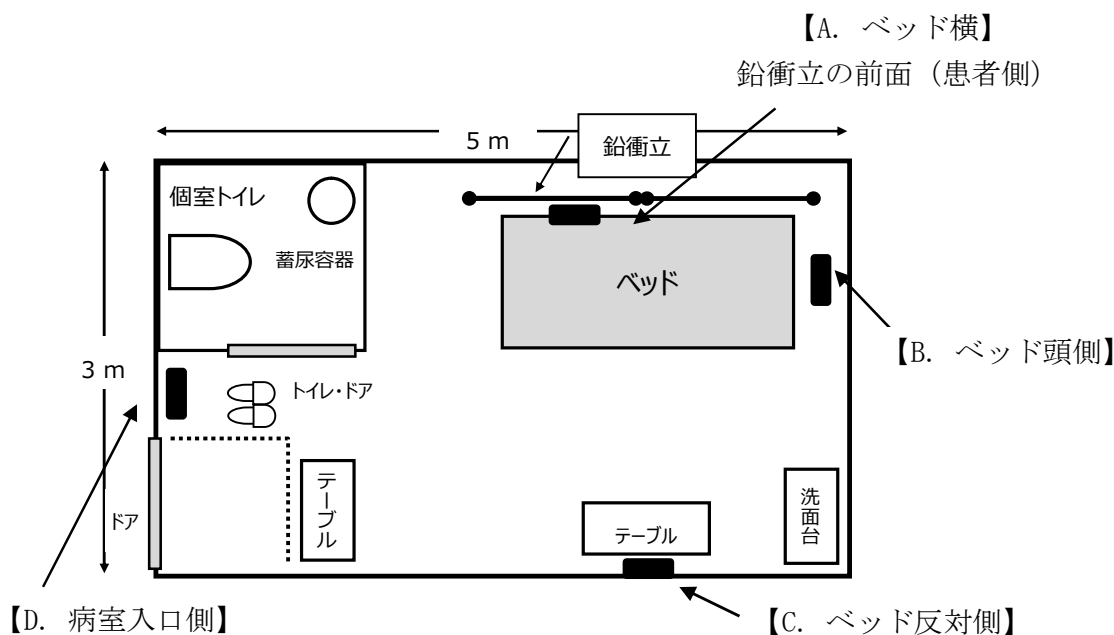 【A. ベッド横】
鉛衝立の前面（患者側）
5 m
鉛衝立
個室トイレ
蓄尿容器
ベッド
【B. ベッド頭側】
3 m
トイレ・ドア
テーブル
テーブル
洗面台
ドア
【D. 病室入口側】
【C. ベッド反対側】